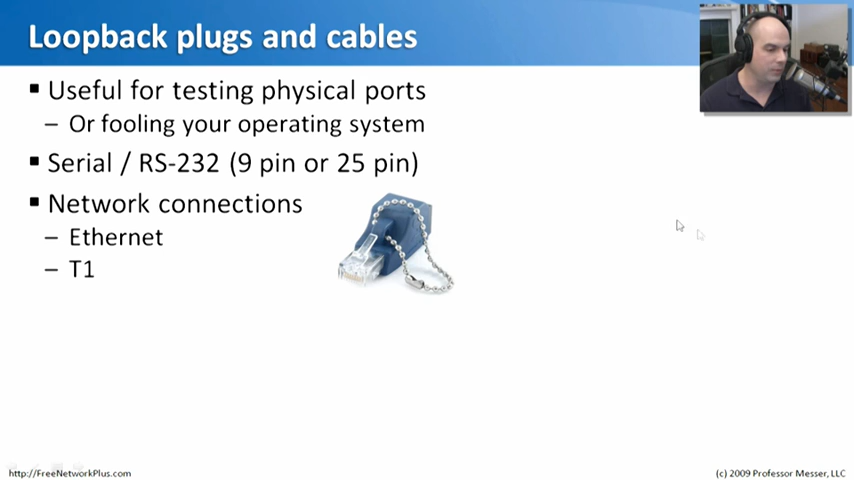 Loopback plugs and cables
▪ Useful for testing physical ports
– Or fooling your operating system
▪ Serial / RS-232 (9 pin or 25 pin)
▪ Network connections
– Ethernet
– T1
http://FreeNetworkPlus.com
(c) 2009 Professor Messer, LLC